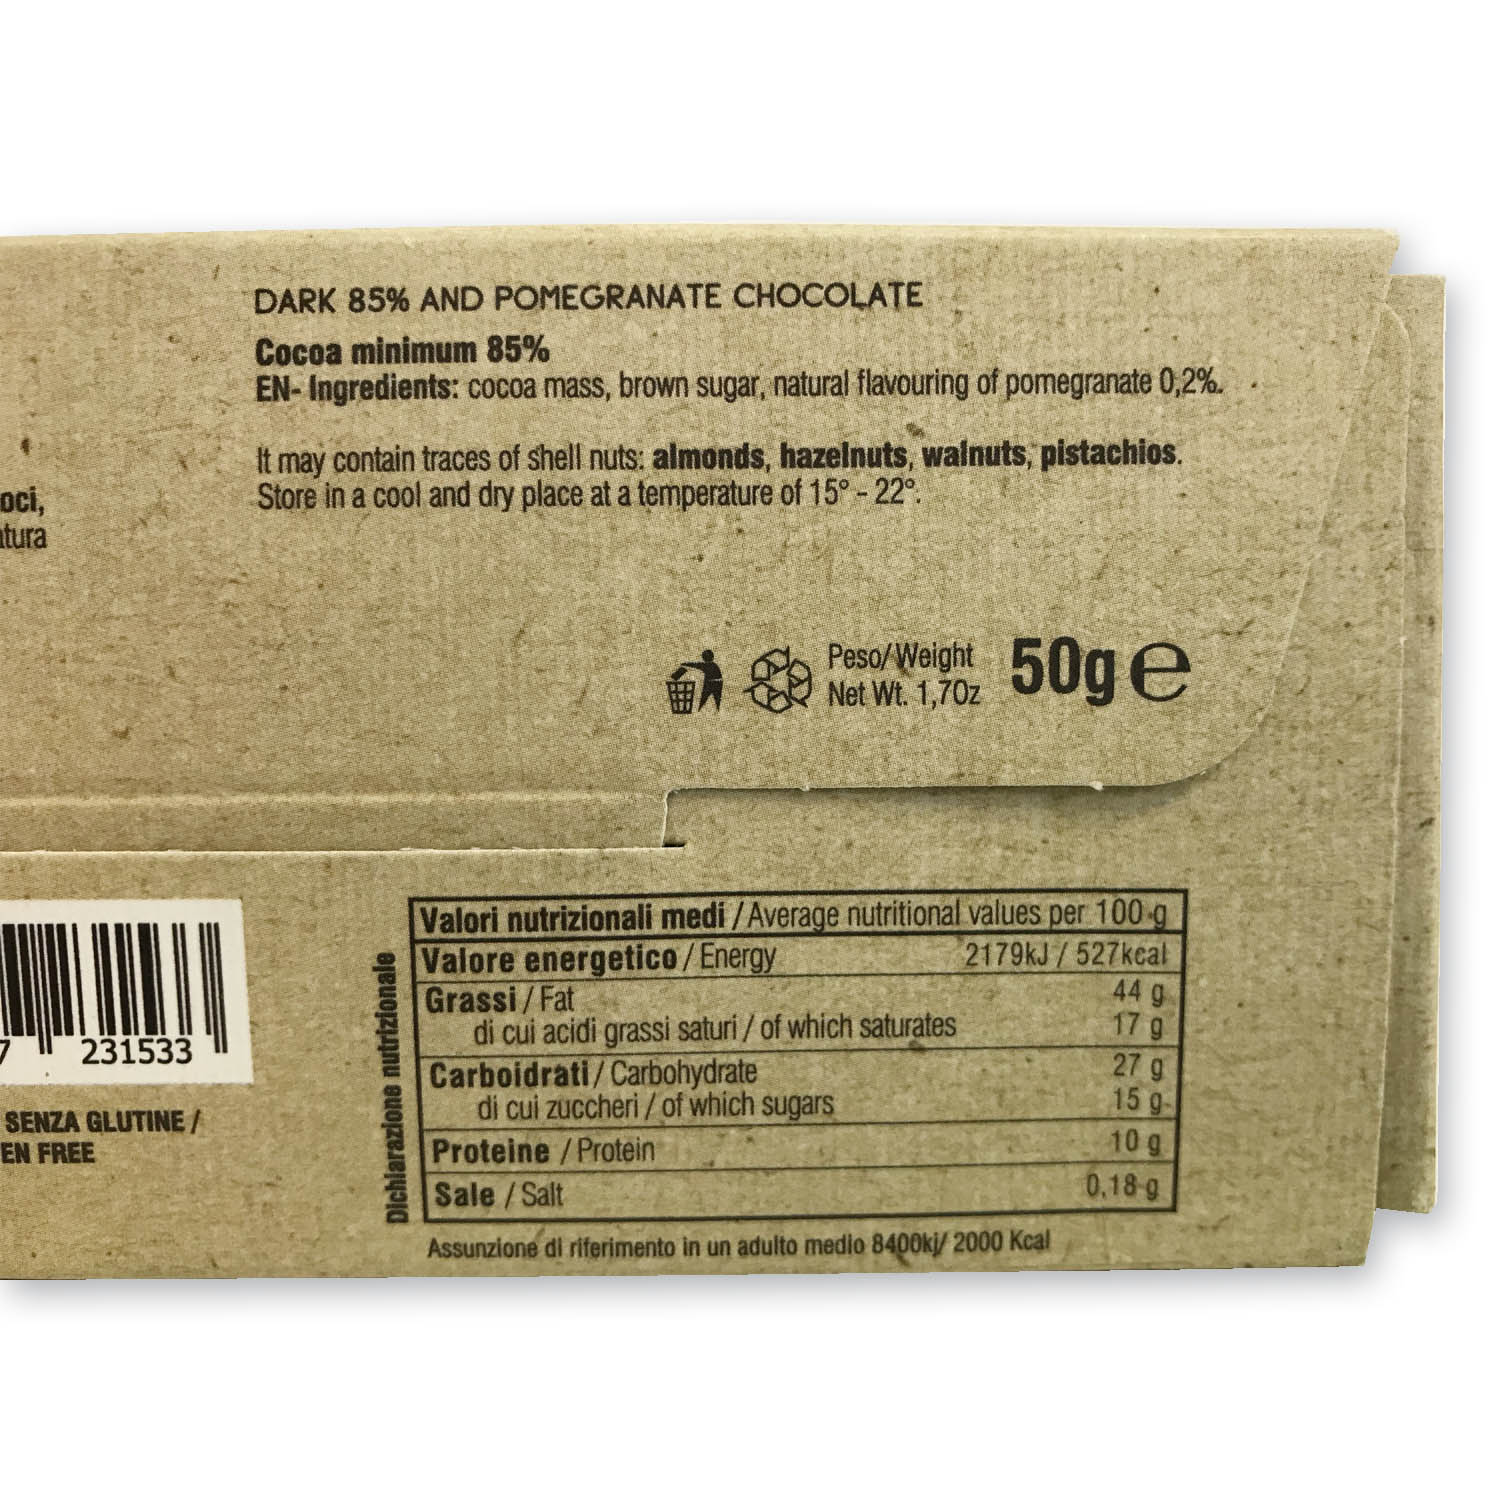 DARK 85% AND POMEGRANATE CHOCOLATE
Cocoa minimum 85%
EN- Ingredients: cocoa mass, brown sugar, natural flavouring of pomegranate 0,2%.
It may contain traces of shell nuts: almonds, hazelnuts, walnuts, pistachios.
Store in a cool and dry place at a temperature of 15° - 22°.
oci,
tura
Peso/Weight
Net Wt. 1,7Oz
50g e
7 231533
SENZA GLUTINE /
EN FREE
Dichiarazione nutrizionale
Valori nutrizionali medi / Average nutritional values per 100 g
Valore energetico / Energy 2179kJ / 527kcal
Grassi / Fat 44 g
di cui acidi grassi saturi / of which saturates 17 g
Carboidrati / Carbohydrate 27 g
di cui zuccheri / of which sugars 15 g
Proteine / Protein 10 g
Sale / Salt 0,18 g
Assunzione di riferimento in un adulto medio 8400kj/ 2000 Kcal